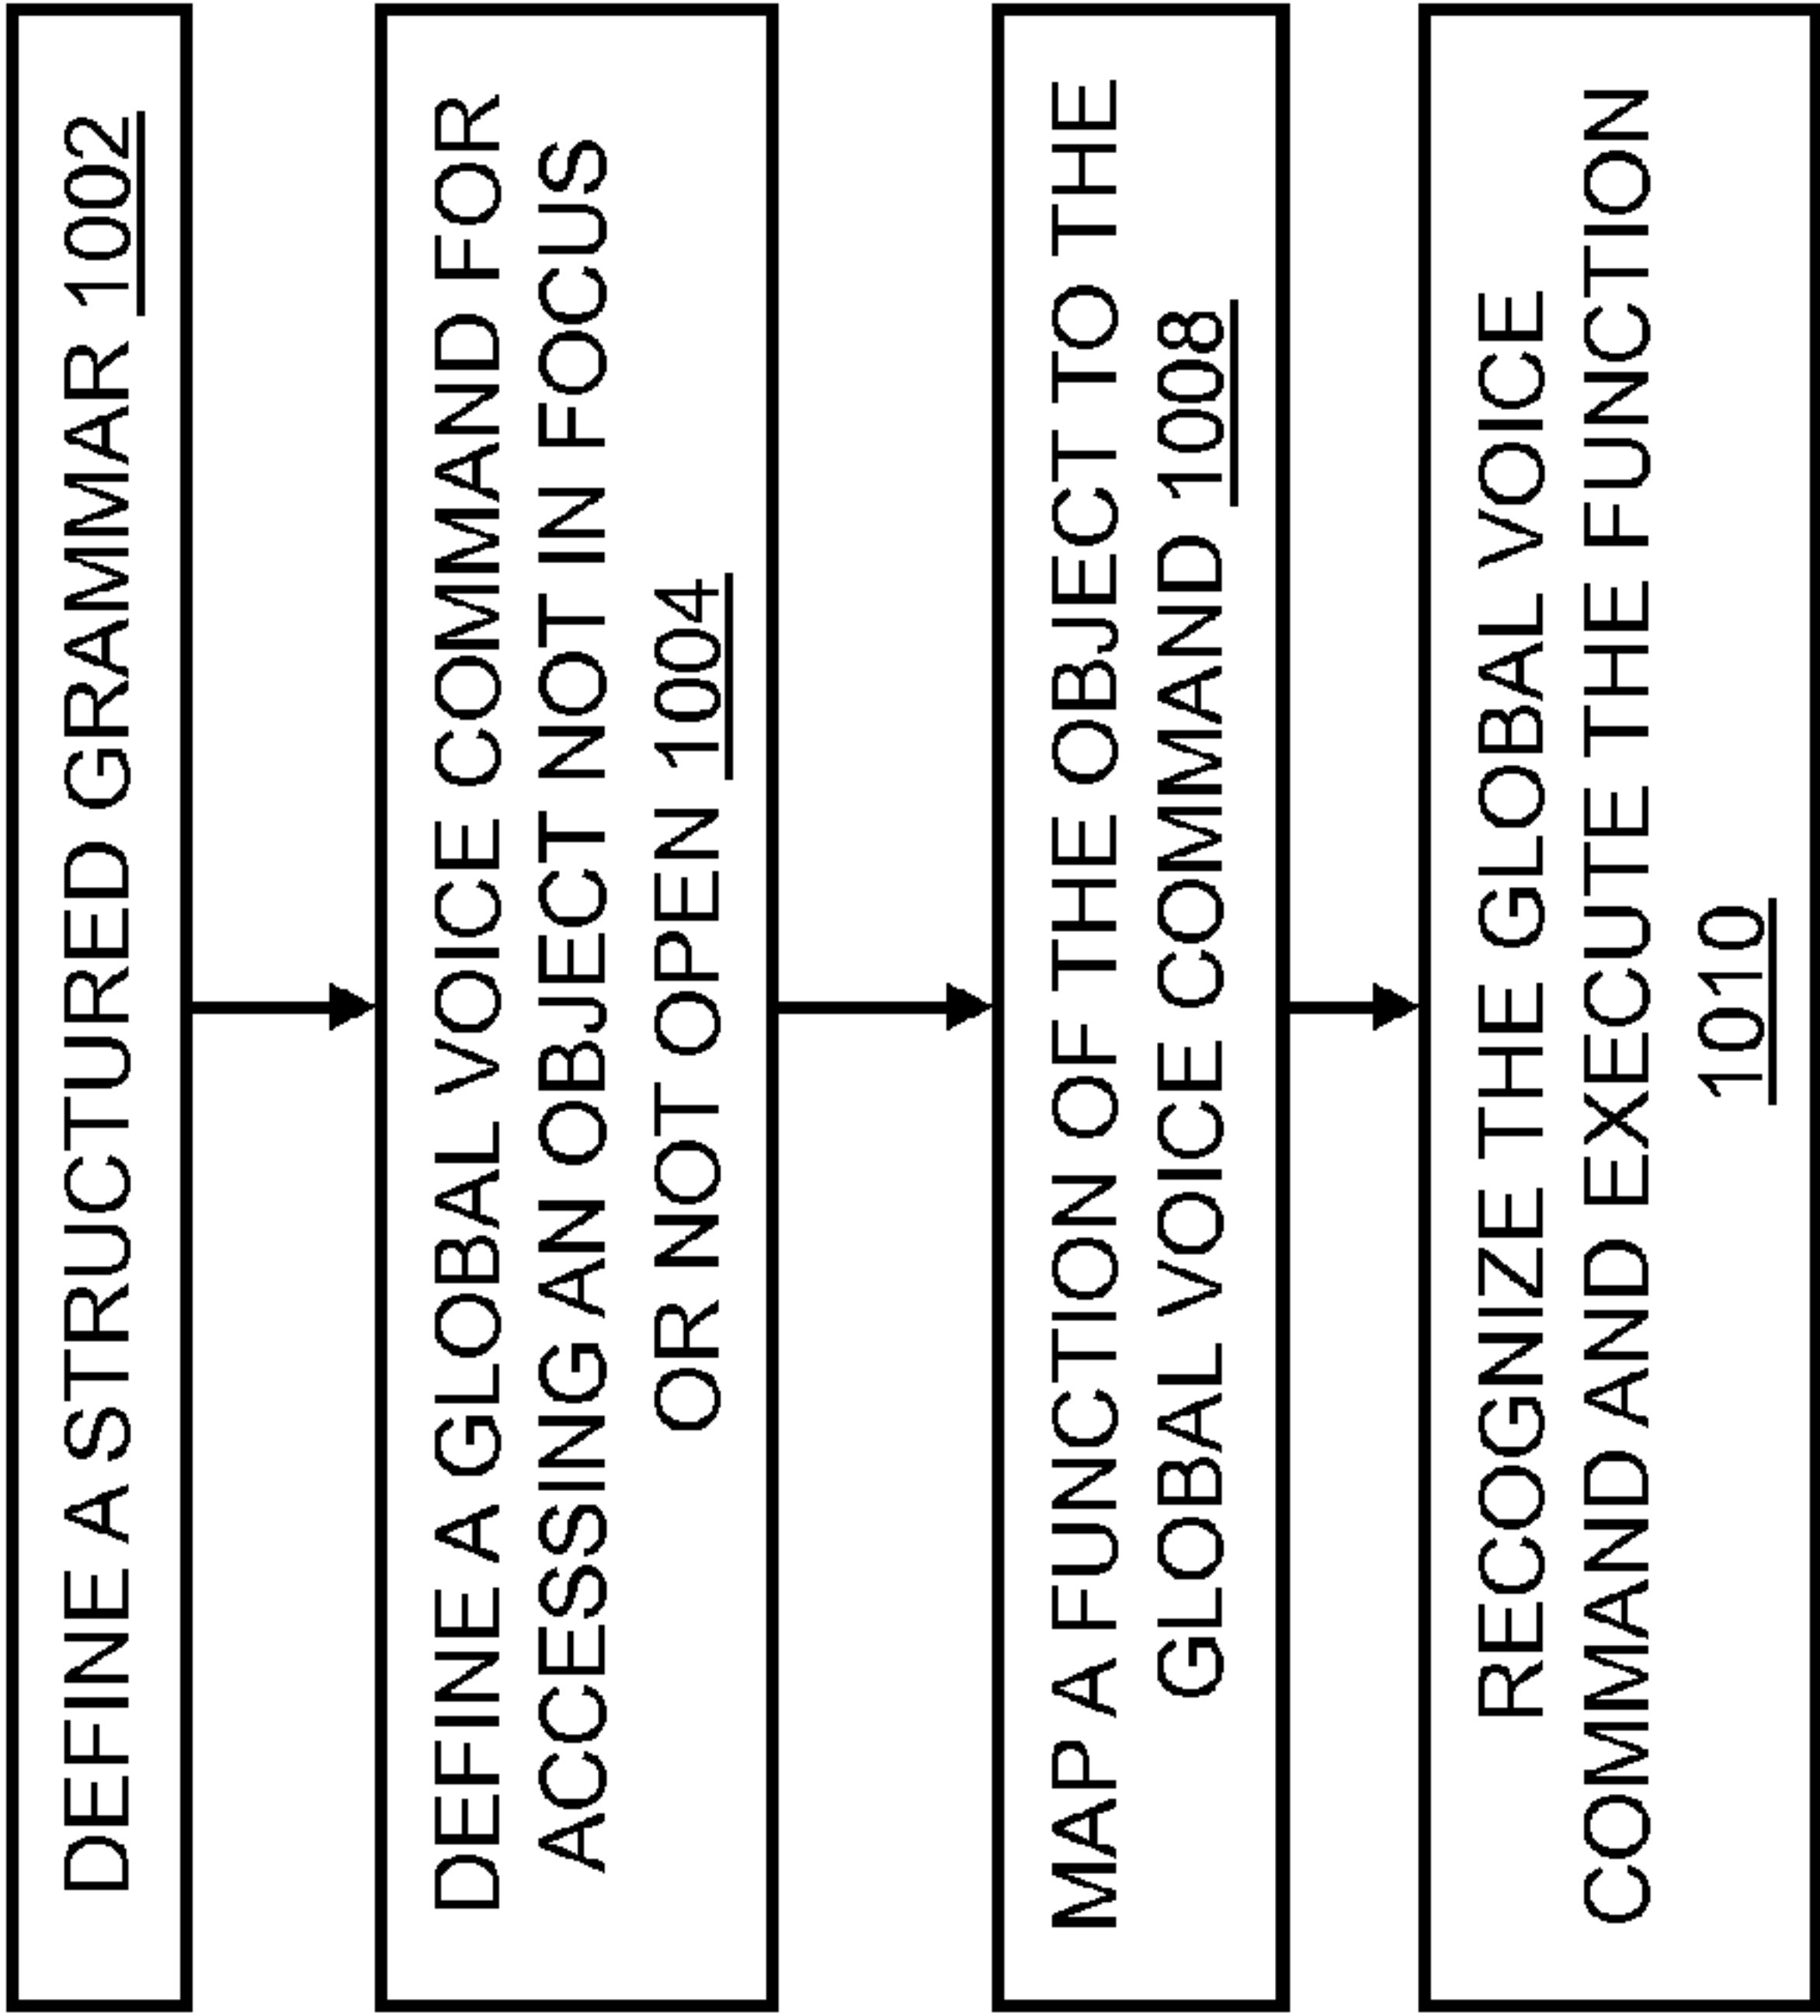 DEFINE A STRUCTURED GRAMMAR 1002
DEFINE A GLOBAL VOICE COMMAND FOR
ACCESSING AN OBJECT NOT IN FOCUS
OR NOT OPEN 1004
MAP A FUNCTION OF THE OBJECT TO THE
GLOBAL VOICE COMMAND 1008
RECOGNIZE THE GLOBAL VOICE
COMMAND AND EXECUTE THE FUNCTION
1010